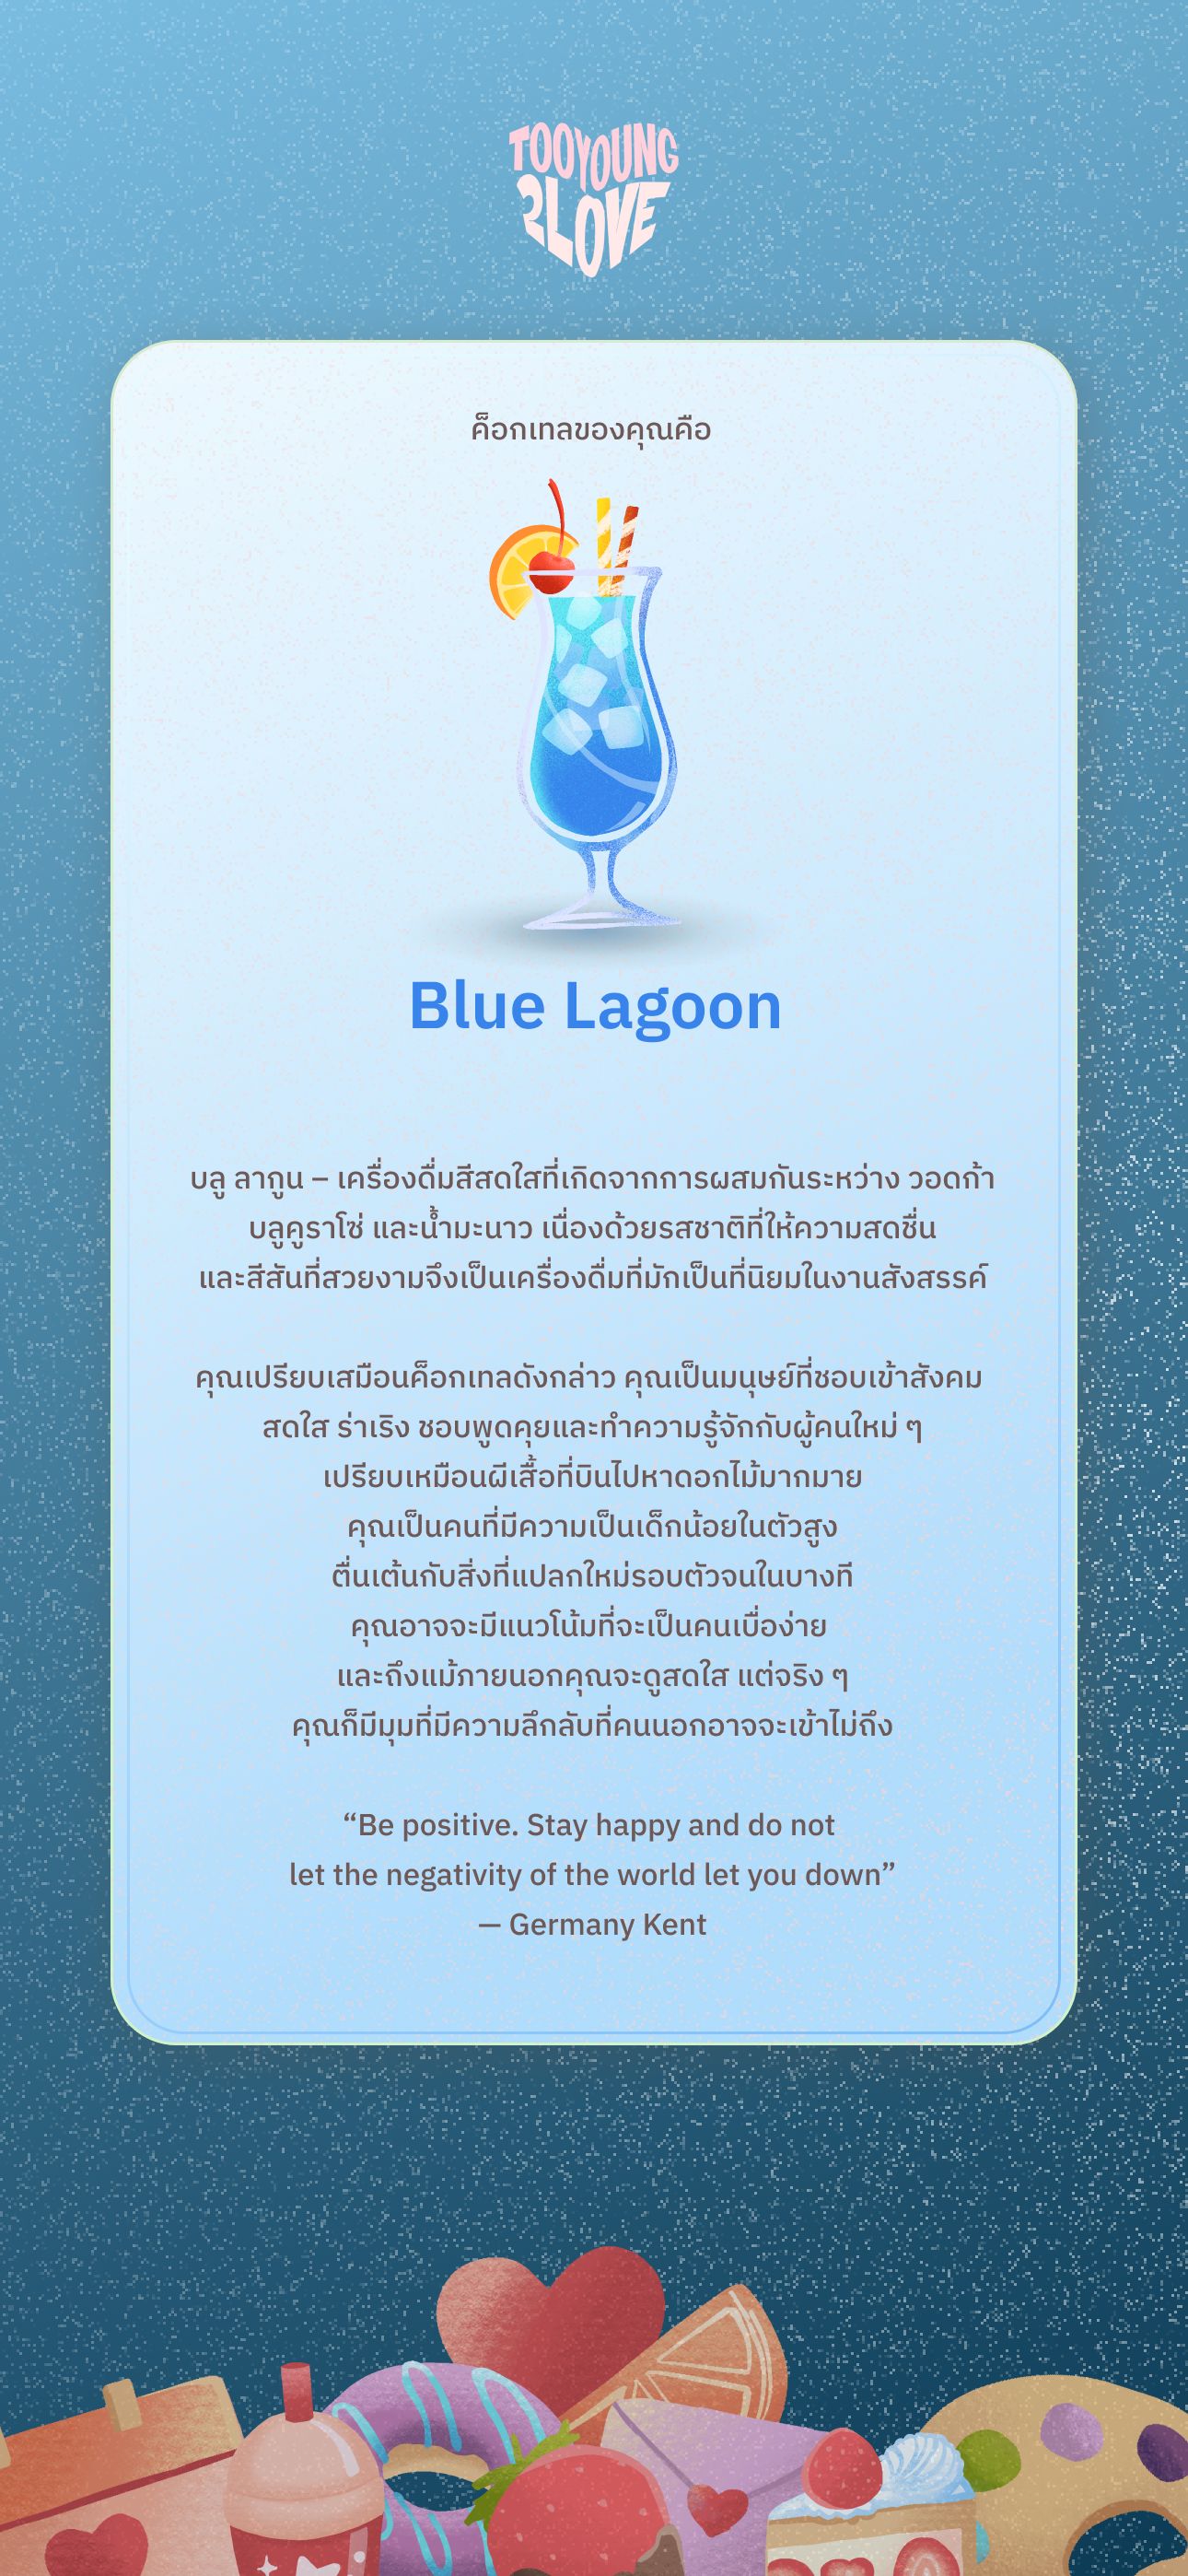 TOOYOUNG
2LOVE
ค็อกเทลของคุณคือ
Blue Lagoon
บลู ลากูน – เครื่องดื่มสีสดใสที่เกิดจากการผสมกันระหว่าง วอดก้า
บลูคูราโซ่ และน้ำมะนาว เนื่องด้วยรสชาติที่ให้ความสดชื่น
และสีสันที่สวยงามจึงเป็นเครื่องดื่มที่มักเป็นที่นิยมในงานสังสรรค์
คุณเปรียบเสมือนค็อกเทลดังกล่าว คุณเป็นมนุษย์ที่ชอบเข้าสังคม
สดใส ร่าเริง ชอบพูดคุยและทำความรู้จักกับผู้คนใหม่ ๆ
เปรียบเหมือนผีเสื้อที่บินไปหาดอกไม้มากมาย
คุณเป็นคนที่มีความเป็นเด็กน้อยในตัวสูง
ตื่นเต้นกับสิ่งที่แปลกใหม่รอบตัวจนในบางที
คุณอาจจะมีแนวโน้มที่จะเป็นคนเบื่อง่าย
และถึงแม้ภายนอกคุณจะดูสดใส แต่จริง ๆ
คุณก็มีมุมที่มีความลึกลับที่คนนอกอาจจะเข้าไม่ถึง
“Be positive. Stay happy and do not
let the negativity of the world let you down”
— Germany Kent